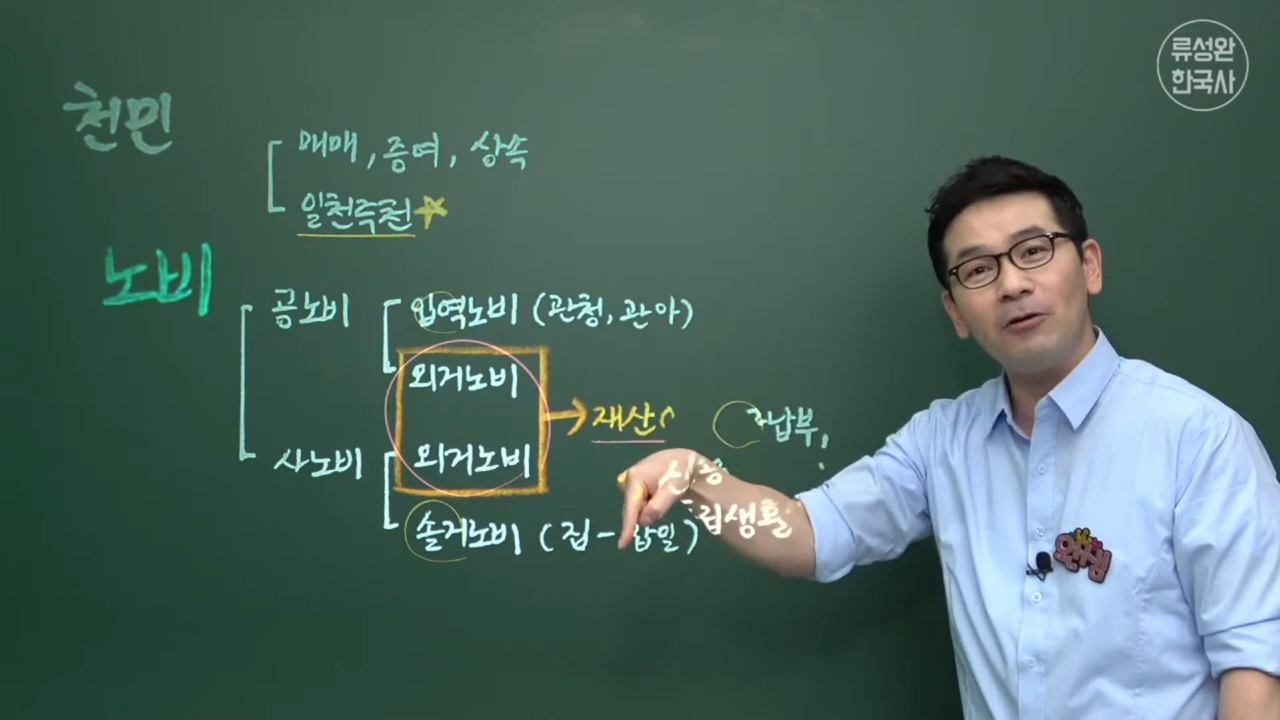 류성완
한국사
천민
매매, 증여, 상속
일천즉천
노비
공노비
입역노비 (관청, 관아)
외거노비
재산
납부,
사노비
외거노비
신공
립생활
솔거노비 (집 - 잡일)
완쌤